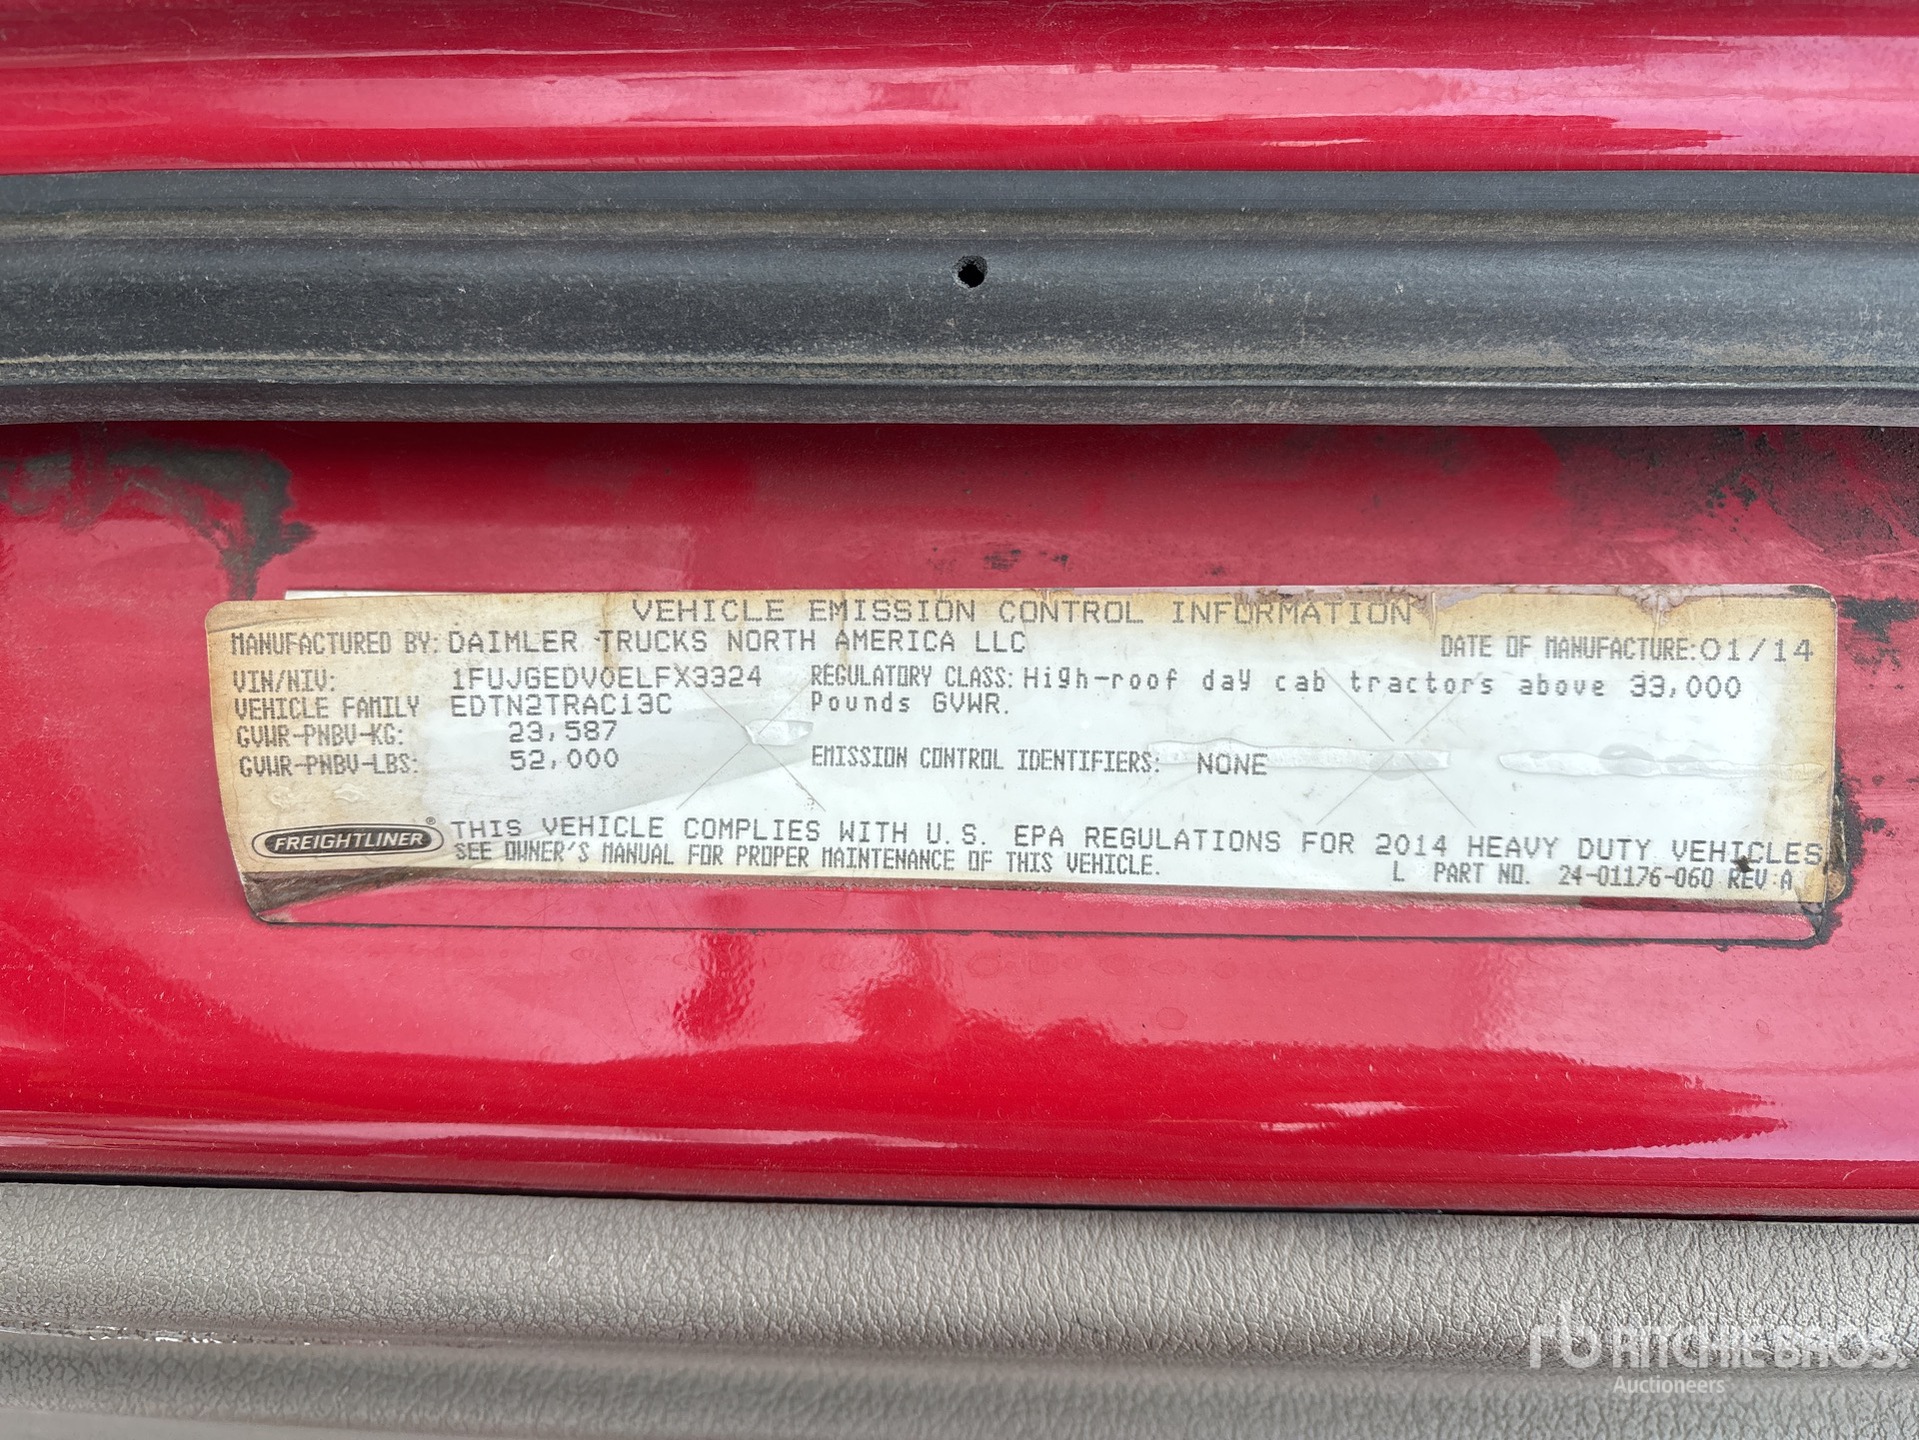 VEHICLE EMISSION CONTROL INFORMATION
MANUFACTURED BY: DAIMLER TRUCKS NORTH AMERICA LLC DATE OF MANUFACTURE: 01/14
VIN/NIV: 1FUJGEDV0ELFX3324 REGULATORY CLASS: High-roof day cab tractors above 33,000
VEHICLE FAMILY EDTN2TRAC13C Pounds GVWR.
GVWR-PNBV-KG: 23,587
GVWR-PNBV-LBS: 52,000 EMISSION CONTROL IDENTIFIERS: NONE
FREIGHTLINER® THIS VEHICLE COMPLIES WITH U.S. EPA REGULATIONS FOR 2014 HEAVY DUTY VEHICLES
SEE OWNER'S MANUAL FOR PROPER MAINTENANCE OF THIS VEHICLE. L PART NO. 24-01176-060 REV A
rb RITCHIE BROS.
Auctioneers